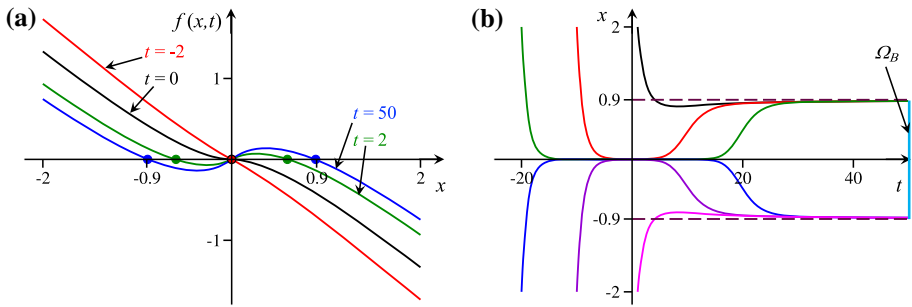 (a)
f(x,t)
1
-1
-2
-0.9
0.9
2
x
t = -2
t = 0
t = 50
t = 2
(b)
x
2
0.9
-0.9
-2
-20
20
40
t
Ω_B